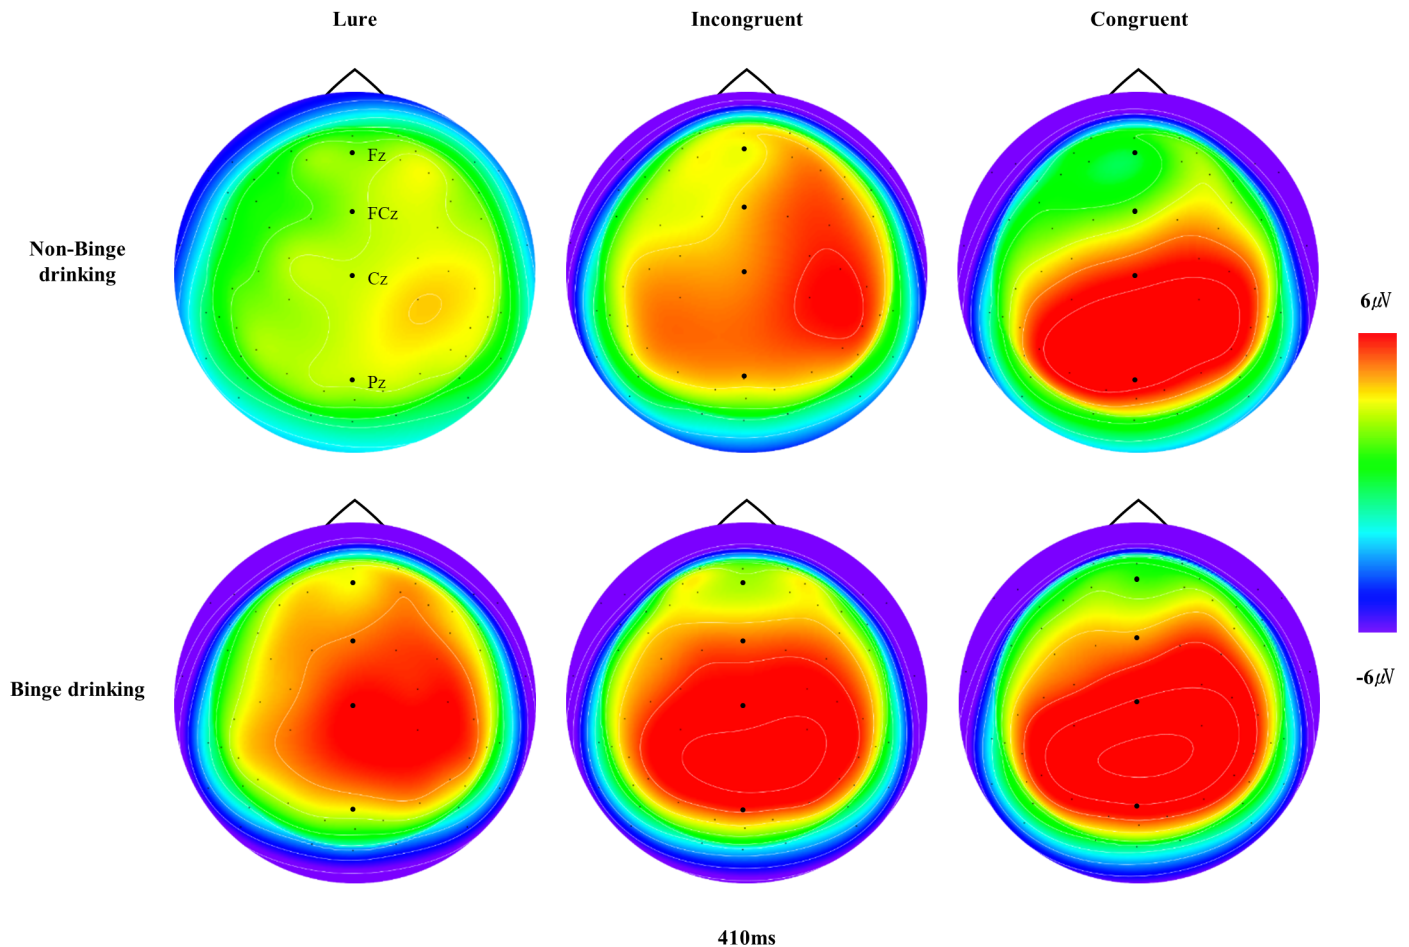 Lure
Incongruent
Congruent
Fz
FCz
Cz
Pz
Non-Binge
drinking
6μV
-6μV
Binge drinking
410ms